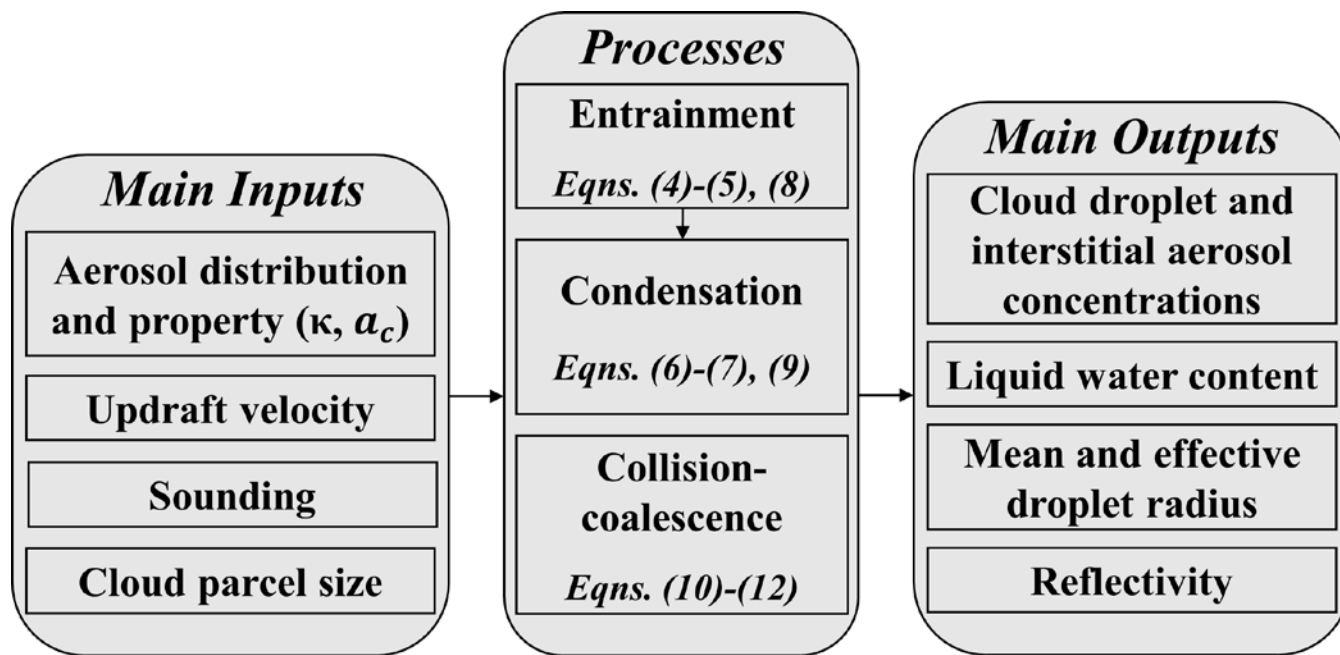 Main Inputs
Aerosol distribution
and property (κ, a_c)
Updraft velocity
Sounding
Cloud parcel size
Processes
Entrainment
Eqns. (4)-(5), (8)
Condensation
Eqns. (6)-(7), (9)
Collision-
coalescence
Eqns. (10)-(12)
Main Outputs
Cloud droplet and
interstitial aerosol
concentrations
Liquid water content
Mean and effective
droplet radius
Reflectivity